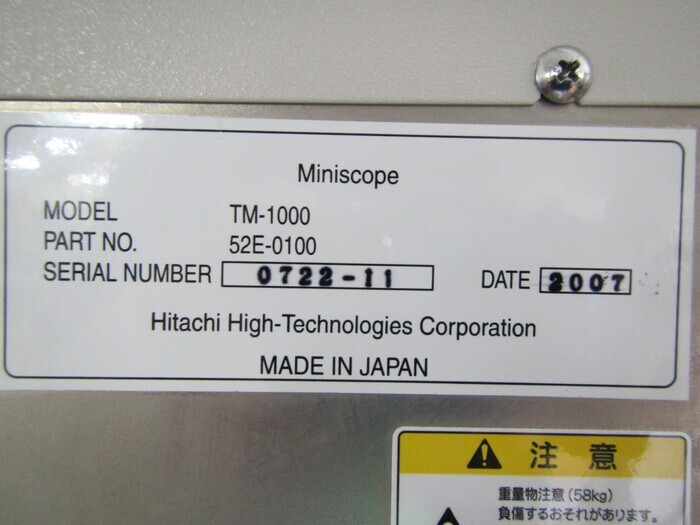 Miniscope
MODEL TM-1000
PART NO. 52E-0100
SERIAL NUMBER 0722-11 DATE 2007
Hitachi High-Technologies Corporation
MADE IN JAPAN
注意
重量物注意(58kg)
負傷するおそれがあります。